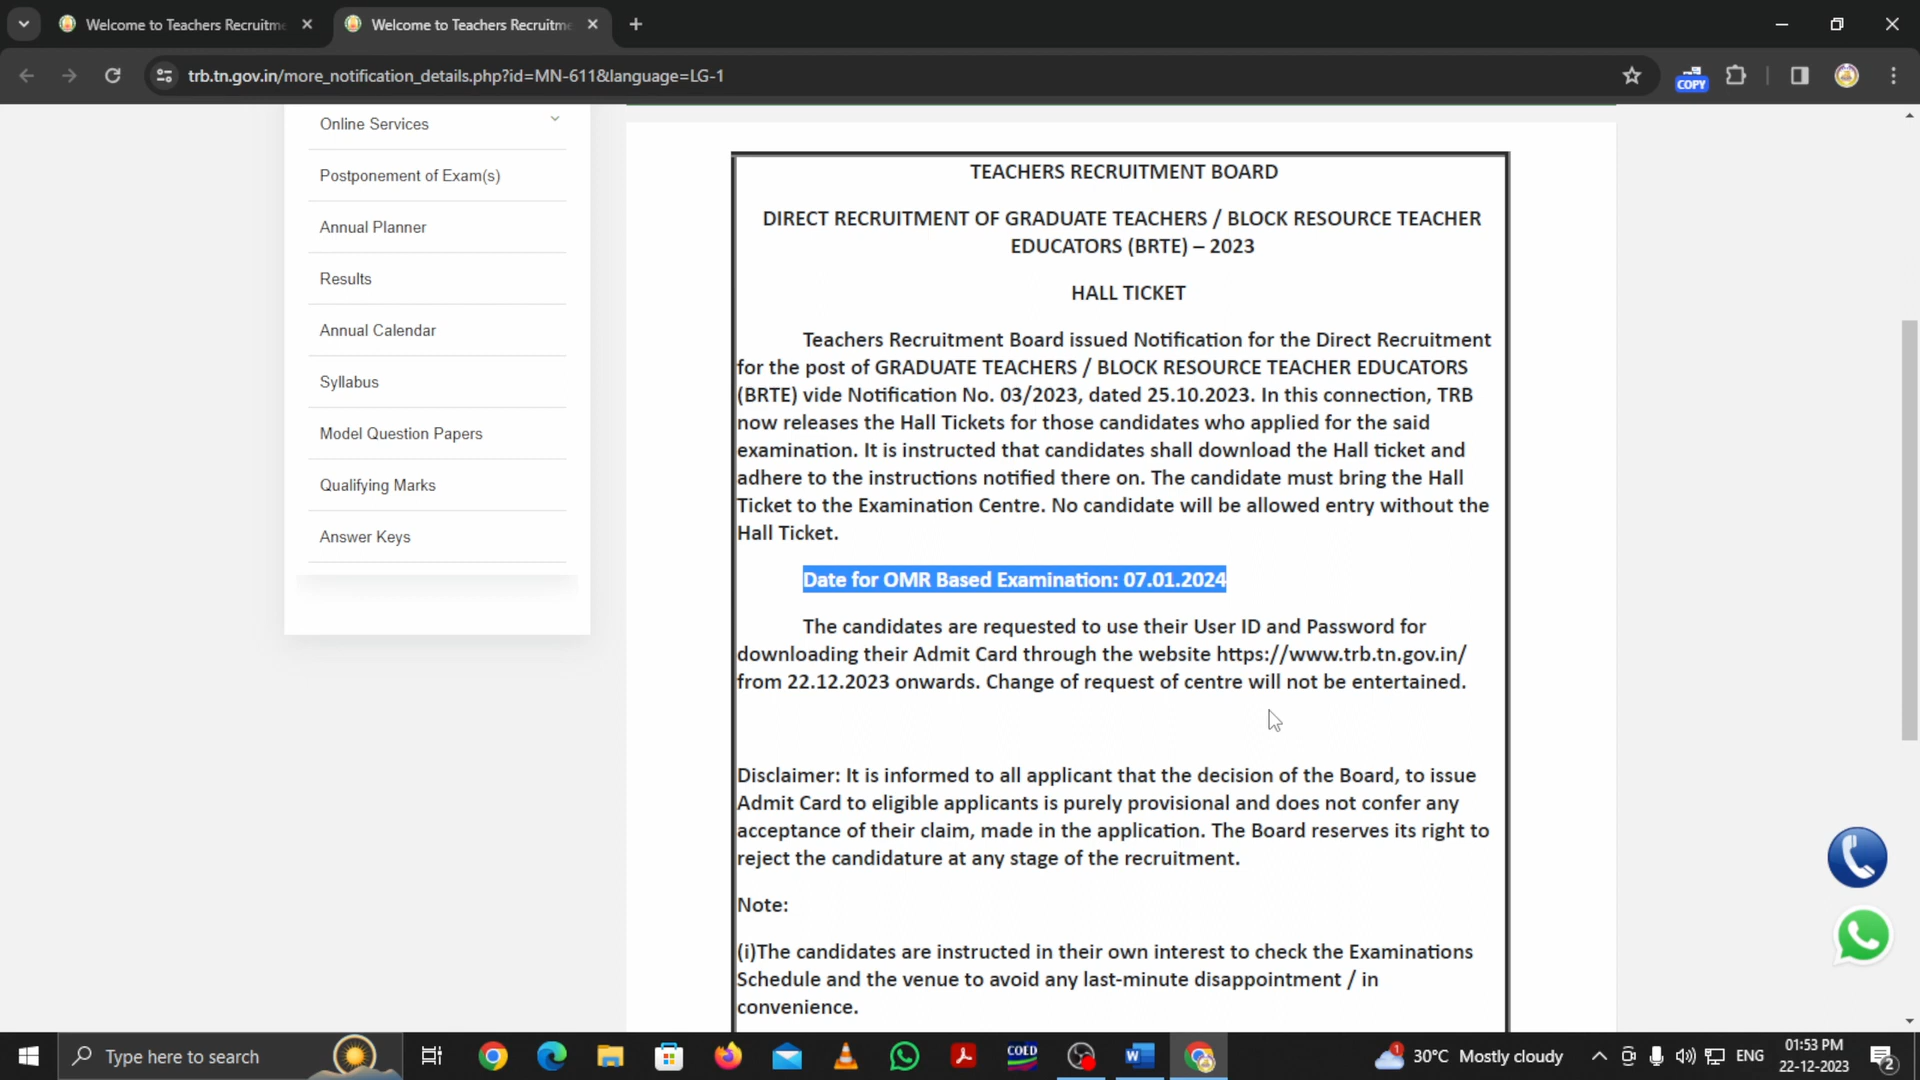 Welcome to Teachers Recruitme
Welcome to Teachers Recruitme
trb.tn.gov.in/more_notification_details.php?id=MN-611&language=LG-1
COPY
Online Services
Postponement of Exam(s)
Annual Planner
Results
Annual Calendar
Syllabus
Model Question Papers
Qualifying Marks
Answer Keys
TEACHERS RECRUITMENT BOARD
DIRECT RECRUITMENT OF GRADUATE TEACHERS / BLOCK RESOURCE TEACHER
EDUCATORS (BRTE) – 2023
HALL TICKET
Teachers Recruitment Board issued Notification for the Direct Recruitment
for the post of GRADUATE TEACHERS / BLOCK RESOURCE TEACHER EDUCATORS
(BRTE) vide Notification No. 03/2023, dated 25.10.2023. In this connection, TRB
now releases the Hall Tickets for those candidates who applied for the said
examination. It is instructed that candidates shall download the Hall ticket and
adhere to the instructions notified there on. The candidate must bring the Hall
Ticket to the Examination Centre. No candidate will be allowed entry without the
Hall Ticket.
Date for OMR Based Examination: 07.01.2024
The candidates are requested to use their User ID and Password for
downloading their Admit Card through the website https://www.trb.tn.gov.in/
from 22.12.2023 onwards. Change of request of centre will not be entertained.
Disclaimer: It is informed to all applicant that the decision of the Board, to issue
Admit Card to eligible applicants is purely provisional and does not confer any
acceptance of their claim, made in the application. The Board reserves its right to
reject the candidature at any stage of the recruitment.
Note:
(i)The candidates are instructed in their own interest to check the Examinations
Schedule and the venue to avoid any last-minute disappointment / in
convenience.
Type here to search
COED
1
30°C Mostly cloudy
ENG
01:53 PM
22-12-2023
2